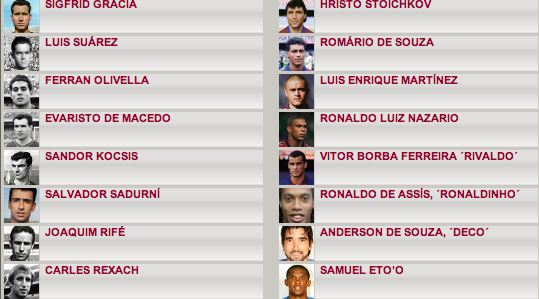 SIGFRID GRACIA
LUIS SUÁREZ
FERRAN OLIVELLA
EVARISTO DE MACEDO
SANDOR KOCSIS
SALVADOR SADURNÍ
JOAQUIM RIFÉ
CARLES REXACH
HRISTO STOICHKOV
ROMÁRIO DE SOUZA
LUIS ENRIQUE MARTÍNEZ
RONALDO LUIZ NAZARIO
VITOR BORBA FERREIRA ´RIVALDO´
RONALDO DE ASSÍS, ´RONALDINHO´
ANDERSON DE SOUZA, ´DECO´
SAMUEL ETO'O